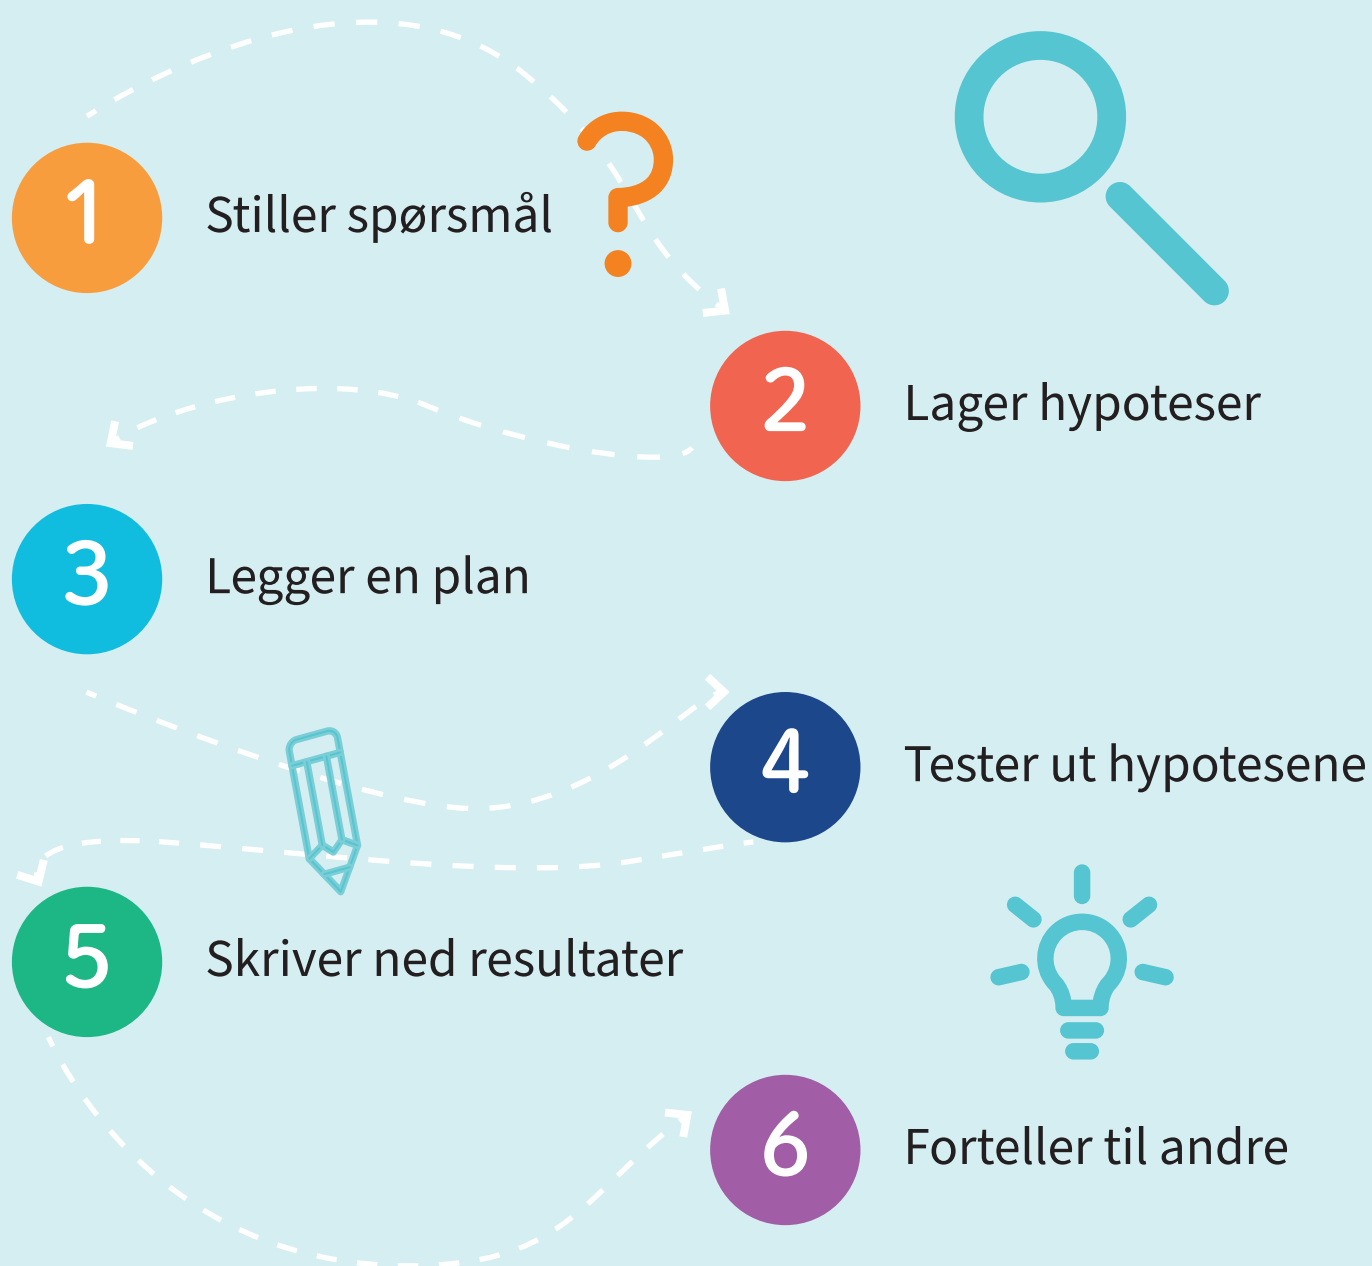 1
Stiller spørsmål
?
2
Lager hypoteser
3
Legger en plan
4
Tester ut hypotesene
5
Skriver ned resultater
6
Forteller til andre